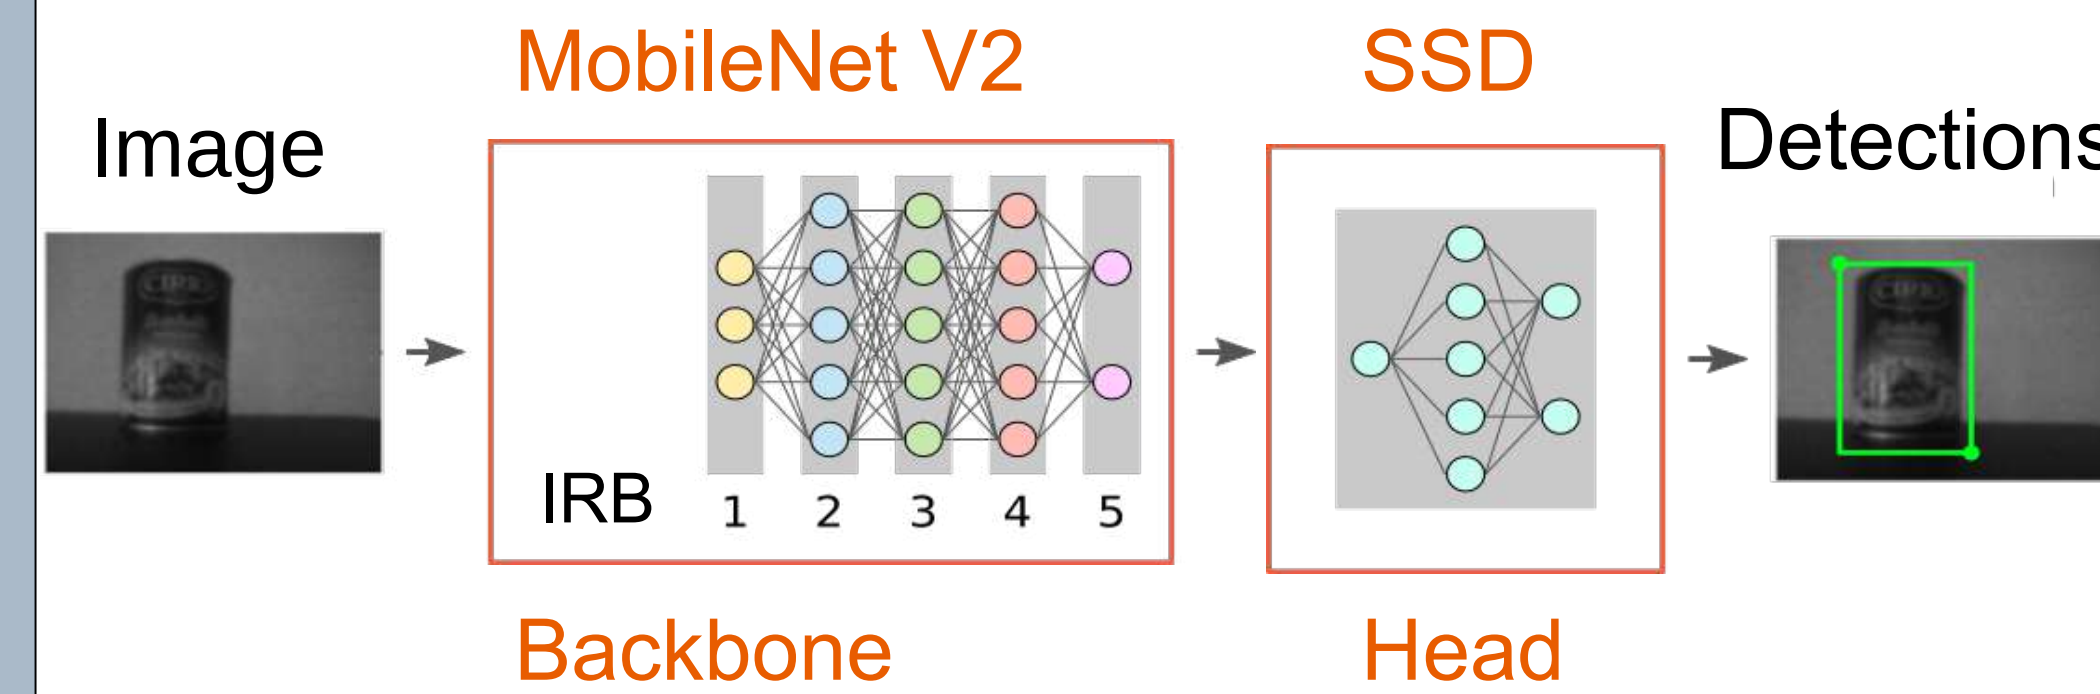 MobileNet V2
SSD
Image
Detections
IRB
1 2 3 4 5
Backbone
Head